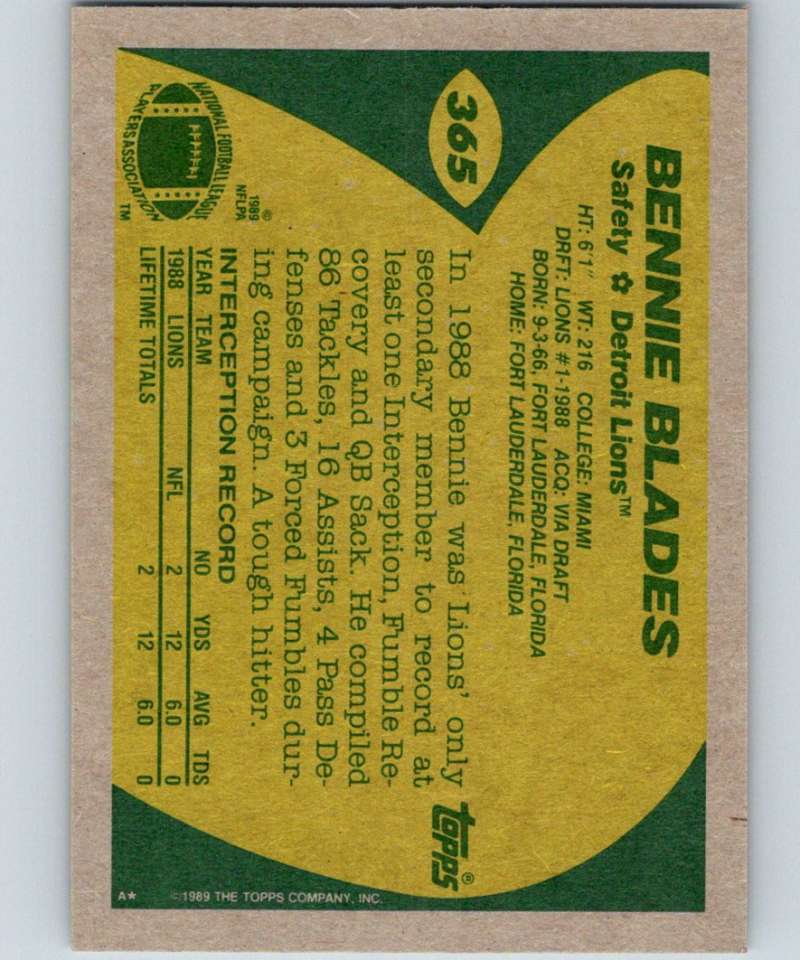 365
BENNIE BLADES
Safety ✿ Detroit Lions™
HT: 6'1" WT: 216 COLLEGE: MIAMI
DRFT: LIONS #1-1988 ACQ: VIA DRAFT
BORN: 9-3-66, FORT LAUDERDALE, FLORIDA
HOME: FORT LAUDERDALE, FLORIDA
In 1988 Bennie was Lions' only
secondary member to record at
least one Interception, Fumble Re-
covery and QB Sack. He compiled
86 Tackles, 16 Assists, 4 Pass De-
fenses and 3 Forced Fumbles dur-
ing campaign. A tough hitter.
NATIONAL FOOTBALL LEAGUE
PLAYERS ASSOCIATION
™
©
1989
NFLPA
INTERCEPTION RECORD
YEAR TEAM NO YDS AVG TDS
1988 LIONS NFL 2 12 6.0 0
LIFETIME TOTALS 2 12 6.0 0
topps®
A* ©1989 THE TOPPS COMPANY, INC.